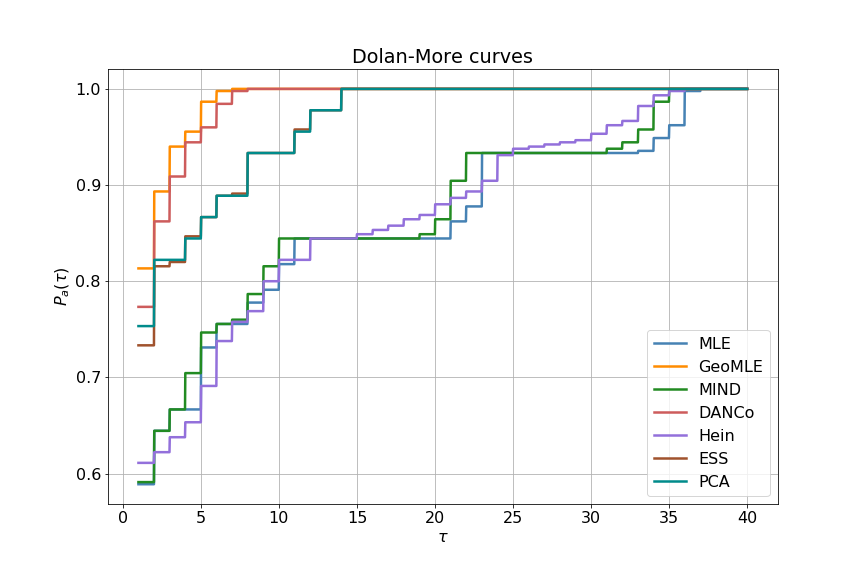 Dolan-More curves
1.0
0.9
0.8
0.7
0.6
P_a(τ)
0 5 10 15 20 25 30 35 40
τ
MLE
GeoMLE
MIND
DANCo
Hein
ESS
PCA